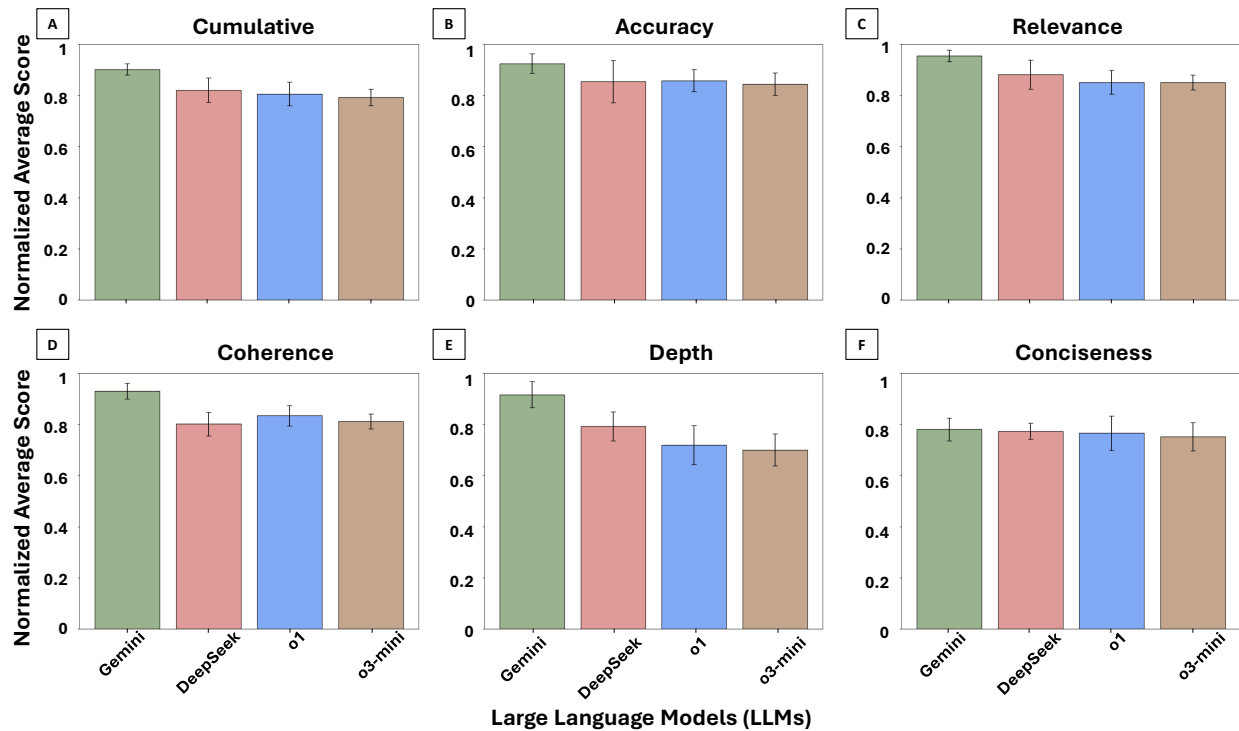 A
Cumulative
Normalized Average Score
1
0.8
0.6
0.4
0.2
0
B
Accuracy
1
0.8
0.6
0.4
0.2
0
C
Relevance
1
0.8
0.6
0.4
0.2
0
D
Coherence
Normalized Average Score
1
0.8
0.6
0.4
0.2
0
Gemini
DeepSeek
o1
o3-mini
E
Depth
1
0.8
0.6
0.4
0.2
0
Gemini
DeepSeek
o1
o3-mini
F
Conciseness
1
0.8
0.6
0.4
0.2
0
Gemini
DeepSeek
o1
o3-mini
Large Language Models (LLMs)